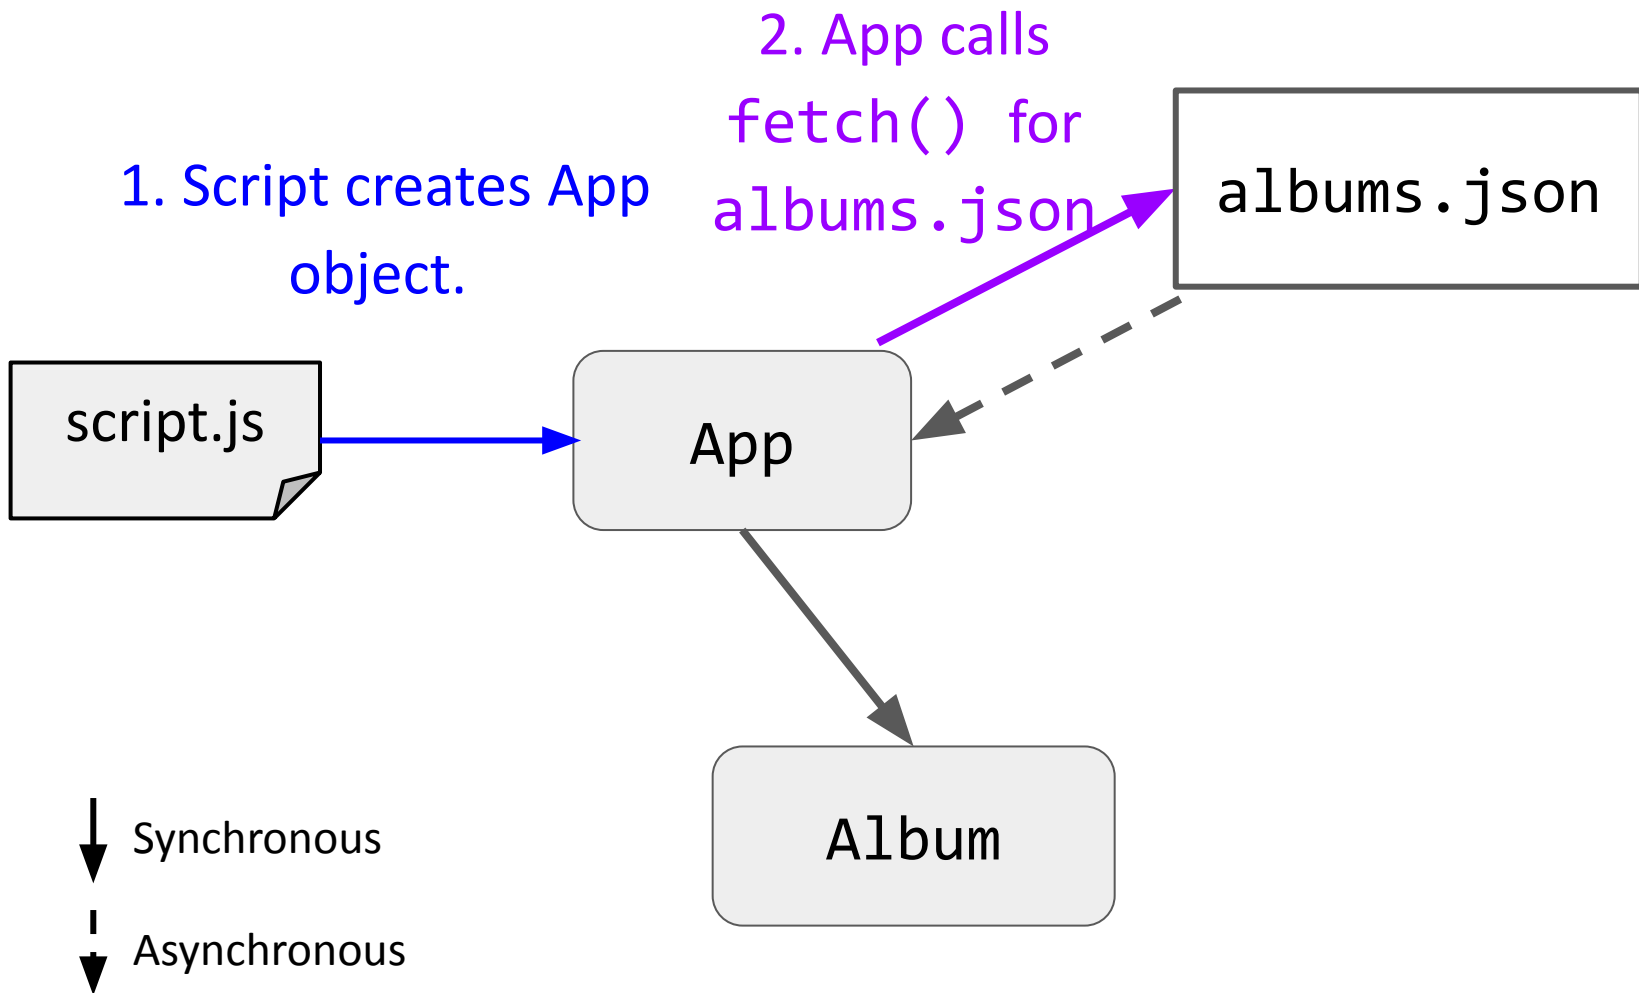 2. App calls
fetch() for
albums.json
albums.json
1. Script creates App
object.
script.js
App
Album
Synchronous
Asynchronous